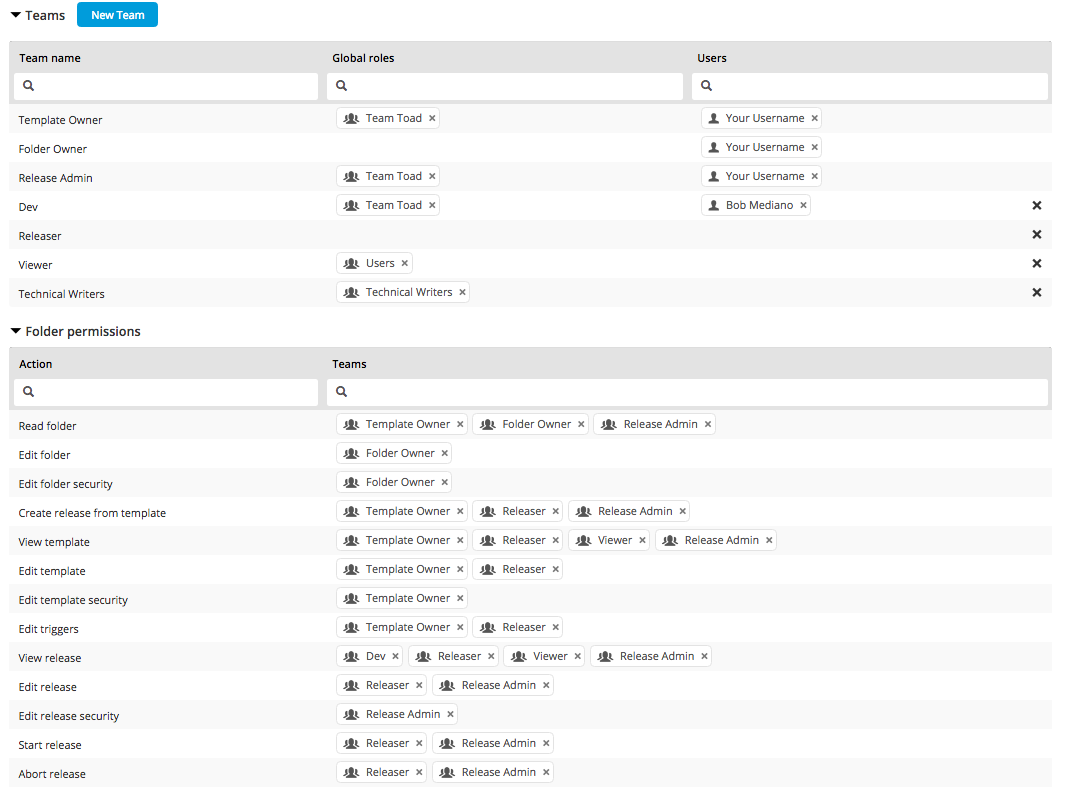 Teams New Team
Team name Global roles Users
Template Owner Team Toad × Your Username ×
Folder Owner Your Username ×
Release Admin Team Toad × Your Username ×
Dev Team Toad × Bob Mediano ×
Releaser
Viewer Users ×
Technical Writers Technical Writers ×
Folder permissions
Action Teams
Read folder Template Owner × Folder Owner × Release Admin ×
Edit folder Folder Owner ×
Edit folder security Folder Owner ×
Create release from template Template Owner × Releaser × Release Admin ×
View template Template Owner × Releaser × Viewer × Release Admin ×
Edit template Template Owner × Releaser ×
Edit template security Template Owner ×
Edit triggers Template Owner × Releaser ×
View release Dev × Releaser × Viewer × Release Admin ×
Edit release Releaser × Release Admin ×
Edit release security Release Admin ×
Start release Releaser × Release Admin ×
Abort release Releaser × Release Admin ×